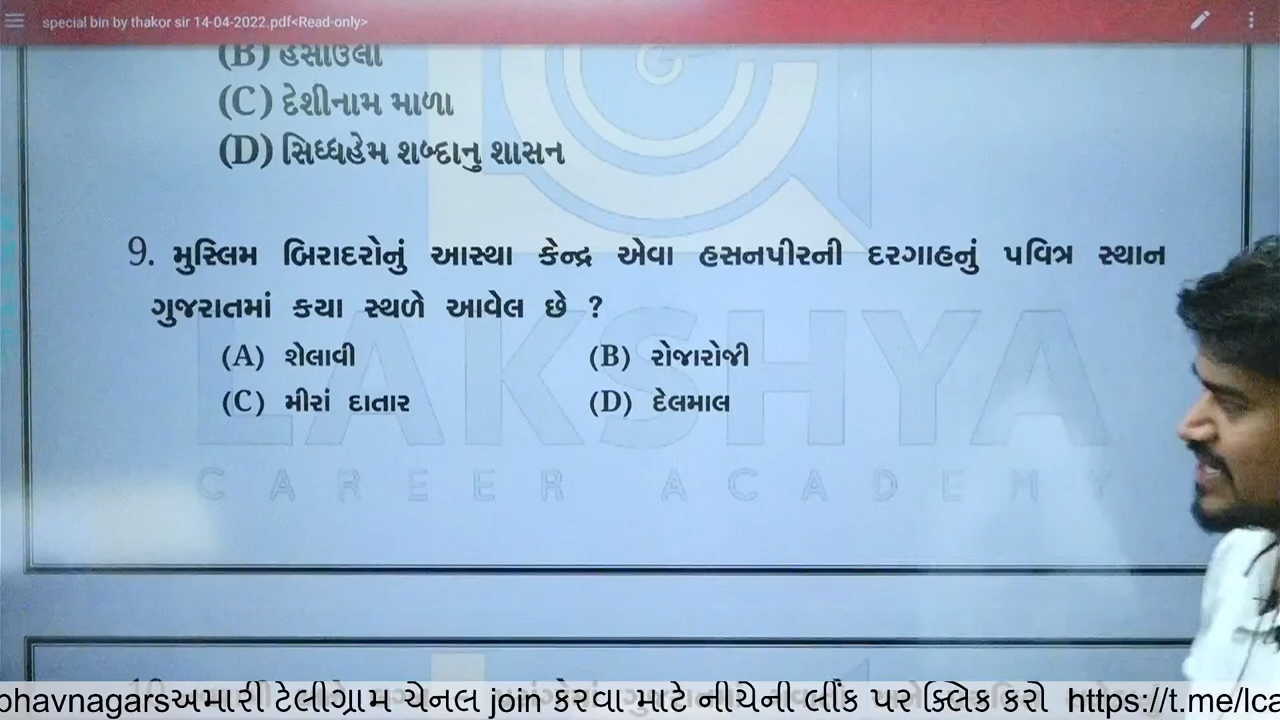 special bin by thakor sir 14-04-2022.pdf<Read-only>
(B) હંસાઉલી
(C) દેશીનામ માળા
(D) સિધ્ધહેમ શબ્દાનુ શાસન
9. મુસ્લિમ બિરાદરોનું આસ્થા કેન્દ્ર એવા હસનપીરની દરગાહનું પવિત્ર સ્થાન
ગુજરાતમાં કયા સ્થળે આવેલ છે ?
(A) શેલાવી (B) રોજારોજી
(C) મીરાં દાતાર (D) દેલમાલ
LAKSHYA
CAREER ACADEMY
bhavnagarsઅમારી ટેલીગ્રામ ચેનલ join કરવા માટે નીચેની લીંક પર ક્લિક કરો https://t.me/lca